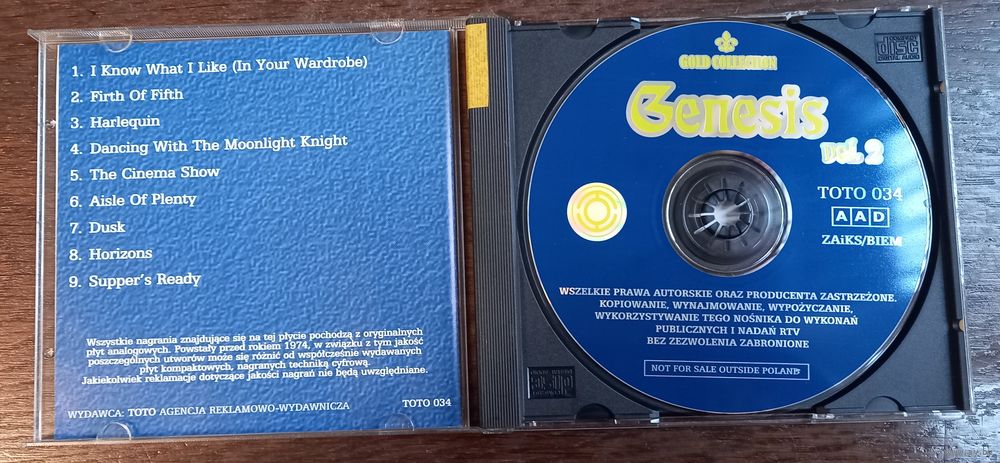 1. I Know What I Like (In Your Wardrobe)
2. Firth Of Fifth
3. Harlequin
4. Dancing With The Moonlight Knight
5. The Cinema Show
6. Aisle Of Plenty
7. Dusk
8. Horizons
9. Supper's Ready
Wszystkie nagrania znajdujące się na tej płycie pochodzą z oryginalnych
płyt analogowych. Powstały przed rokiem 1974, w związku z tym jakość
poszczególnych utworów może się różnić od współcześnie wydawanych
płyt kompaktowych, nagranych techniką cyfrową.
Jakiekolwiek reklamacje dotyczące jakości nagrań nie będą uwzględniane.
WYDAWCA: TOTO AGENCJA REKLAMOWO-WYDAWNICZA TOTO 034
COMPACT
disc
DIGITAL AUDIO
GOLD COLLECTION
Genesis
vol. 2
TOTO 034
AAD
ZAiKS/BIEM
WSZELKIE PRAWA AUTORSKIE ORAZ PRODUCENTA ZASTRZEŻONE.
KOPIOWANIE, WYNAJMOWANIE, WYPOŻYCZANIE,
WYKORZYSTYWANIE TEGO NOŚNIKA DO WYKONAŃ
PUBLICZNYCH I NADAŃ RTV
BEZ ZEZWOLENIA ZABRONIONE
NOT FOR SALE OUTSIDE POLAND